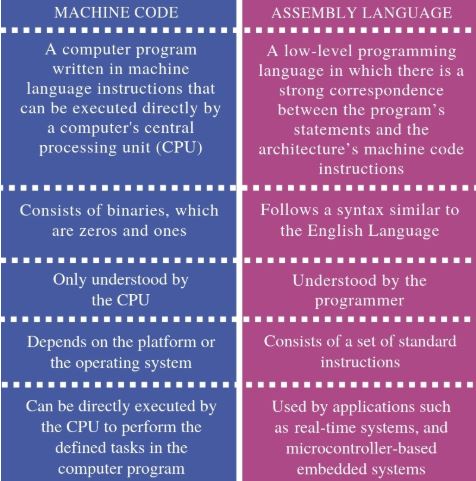 MACHINE CODE
ASSEMBLY LANGUAGE
A computer program
written in machine
language instructions that
can be executed directly by
a computer's central
processing unit (CPU)
A low-level programming
language in which there is a
strong correspondence
between the program's
statements and the
architecture's machine code
instructions
Consists of binaries, which
are zeros and ones
Follows a syntax similar to
the English Language
Only understood by
the CPU
Understood by the
programmer
Depends on the platform or
the operating system
Consists of a set of standard
instructions
Can be directly executed by
the CPU to perform the
defined tasks in the
computer program
Used by applications such
as real-time systems, and
microcontroller-based
embedded systems